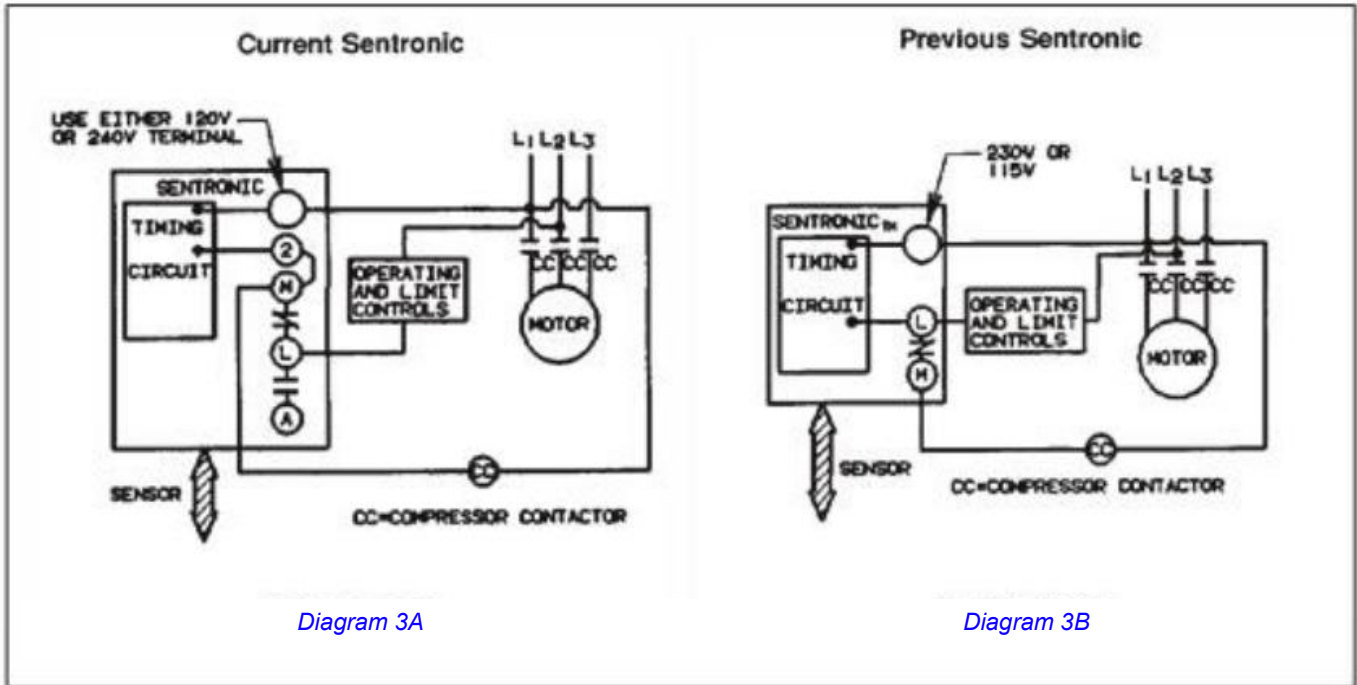 Current Sentronic
USE EITHER 120V
OR 240V TERMINAL
L1 L2 L3
SENTRONIC
TIMING
CIRCUIT
2
M
L
A
OPERATING
AND LIMIT
CONTROLS
CC CC CC
MOTOR
SENSOR
CC
CC=COMPRESSOR CONTACTOR
Diagram 3A
Previous Sentronic
230V OR
115V
L1 L2 L3
SENTRONIC TM
TIMING
CIRCUIT
L
M
OPERATING
AND LIMIT
CONTROLS
CC CC CC
MOTOR
SENSOR
CC
CC=COMPRESSOR CONTACTOR
Diagram 3B